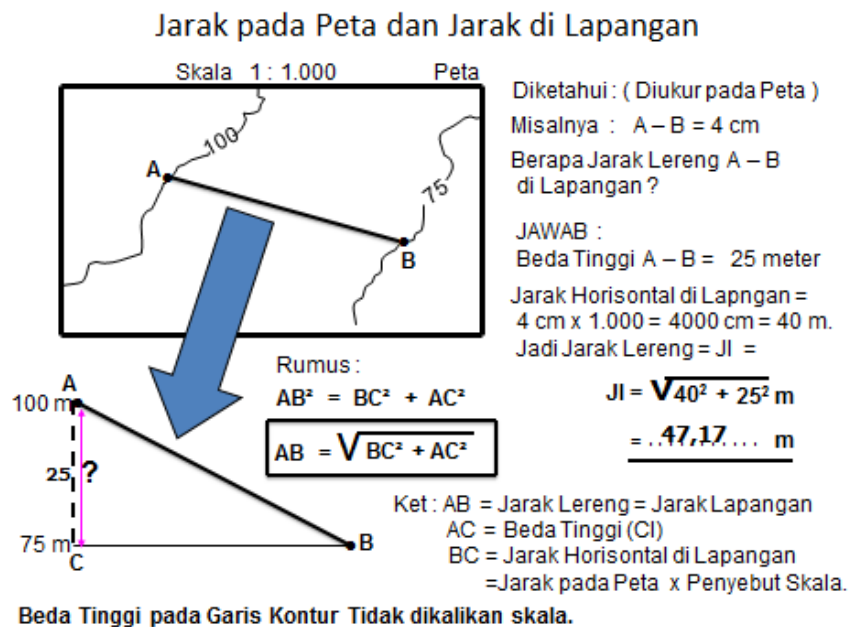 Jarak pada Peta dan Jarak di Lapangan
Skala 1 : 1.000 Peta
100
A
75
B
Diketahui : ( Diukur pada Peta )
Misalnya : A – B = 4 cm
Berapa Jarak Lereng A – B
di Lapangan ?
JAWAB :
Beda Tinggi A – B = 25 meter
Jarak Horisontal di Lapngan =
4 cm x 1.000 = 4000 cm = 40 m.
Jadi Jarak Lereng = Jl =
Jl = √40² + 25² m
= . . 47,17 . . . . m
Rumus :
AB² = BC² + AC²
AB = √BC² + AC²
A
100 m
25
?
75 m
C
B
Ket : AB = Jarak Lereng = Jarak Lapangan
AC = Beda Tinggi (CI)
BC = Jarak Horisontal di Lapangan
=Jarak pada Peta x Penyebut Skala.
Beda Tinggi pada Garis Kontur Tidak dikalikan skala.